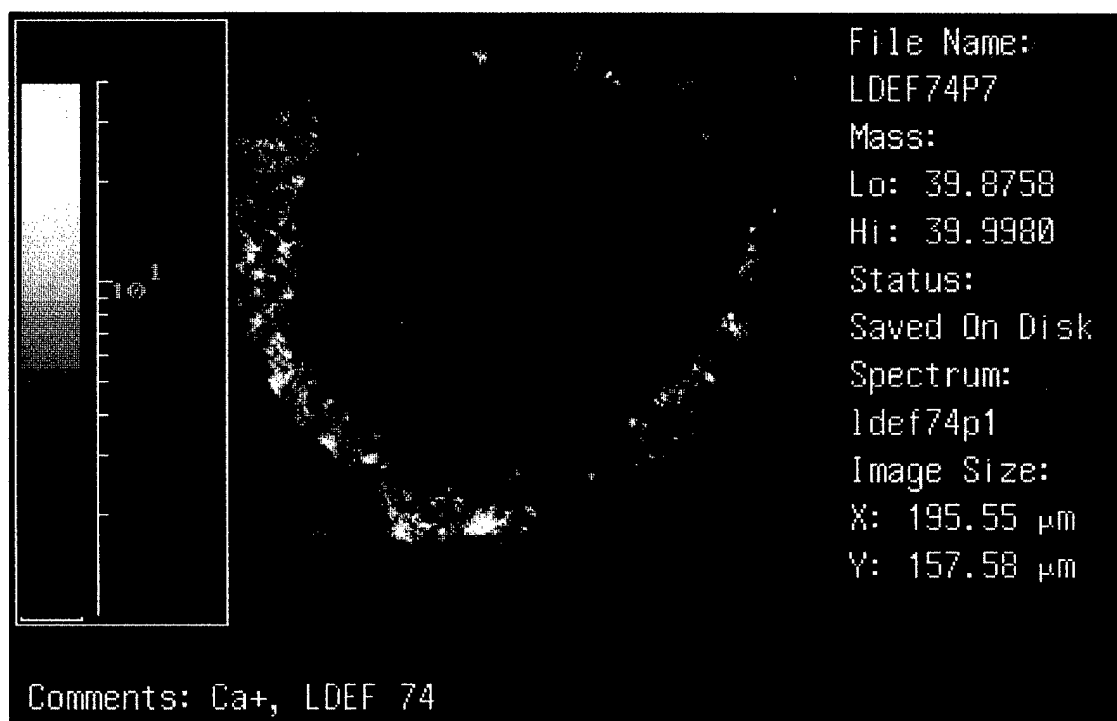 10¹
File Name:
LDEF74P7
Mass:
Lo: 39.8758
Hi: 39.9980
Status:
Saved On Disk
Spectrum:
ldef74p1
Image Size:
X: 195.55 µm
Y: 157.58 µm
Comments: Ca+, LDEF 74